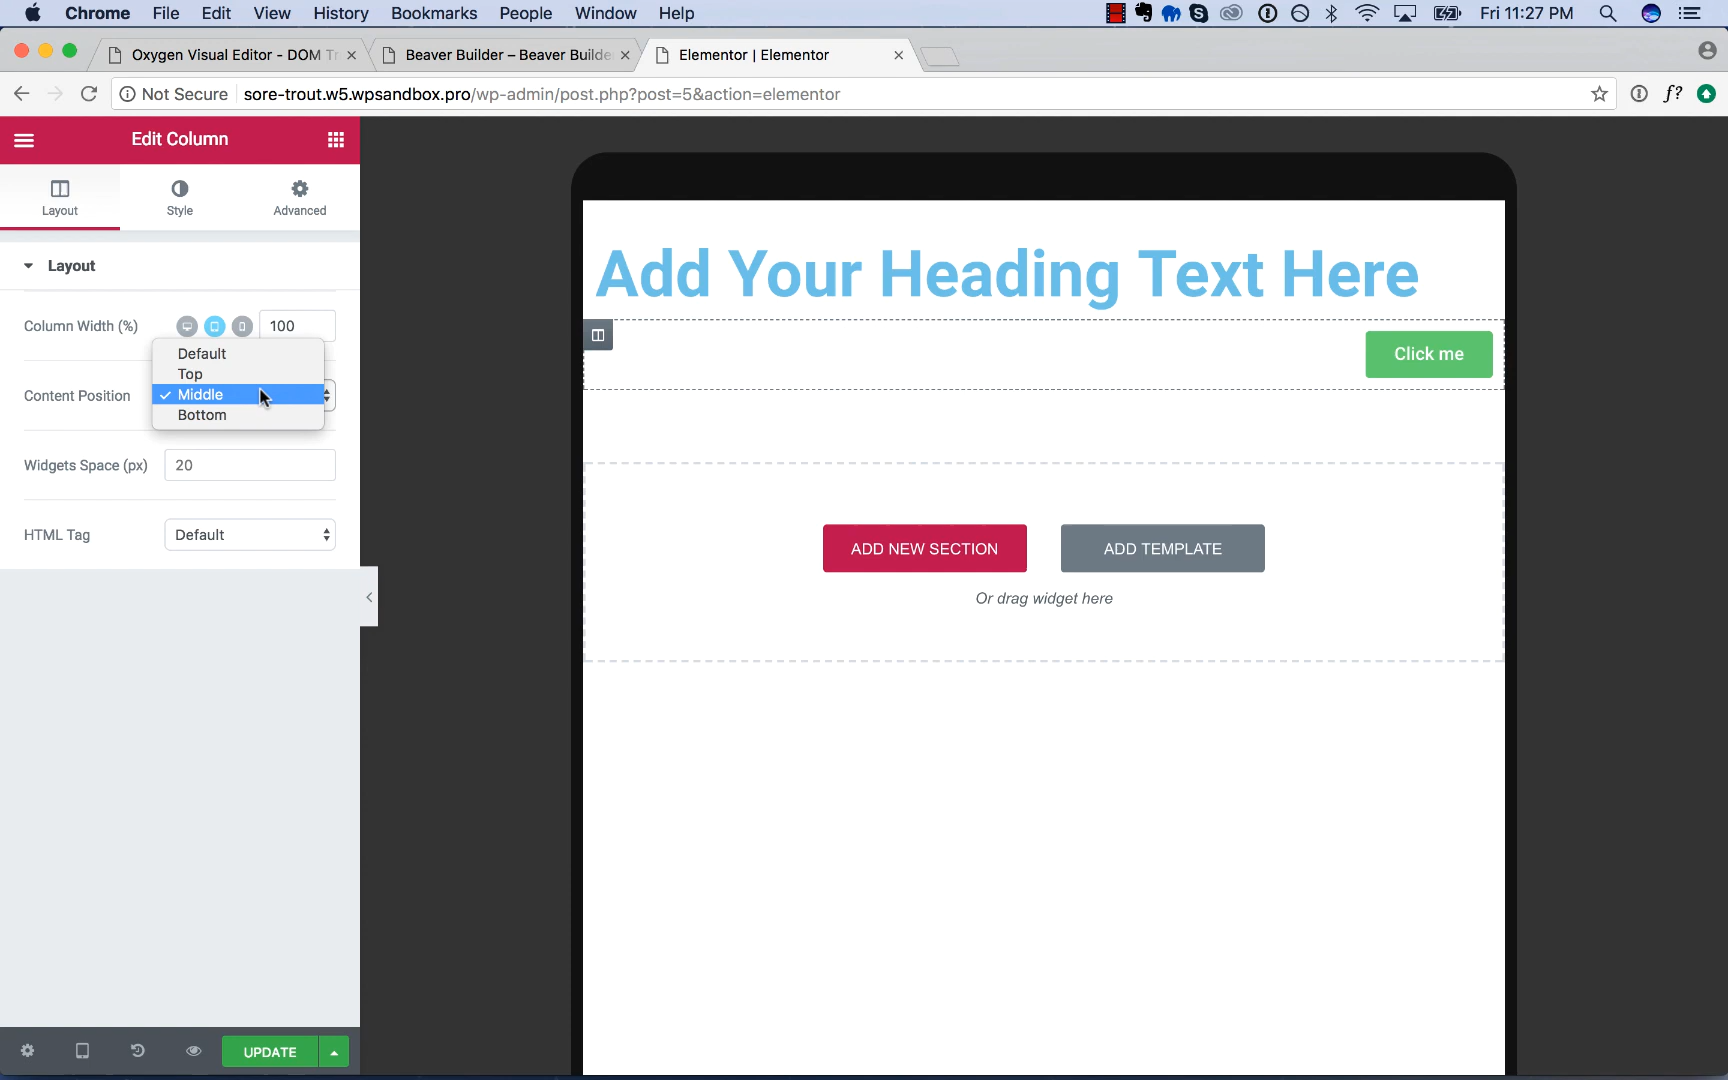 Chrome File Edit View History Bookmarks People Window Help Fri 11:27 PM
Oxygen Visual Editor - DOM Tr
Beaver Builder – Beaver Builde
Elementor | Elementor
Not Secure sore-trout.w5.wpsandbox.pro/wp-admin/post.php?post=5&action=elementor
f?
Edit Column
Layout Style Advanced
Layout
Column Width (%) 100
Default
Top
Content Position Middle
Bottom
Widgets Space (px) 20
HTML Tag Default
UPDATE
Add Your Heading Text Here
Click me
ADD NEW SECTION ADD TEMPLATE
Or drag widget here